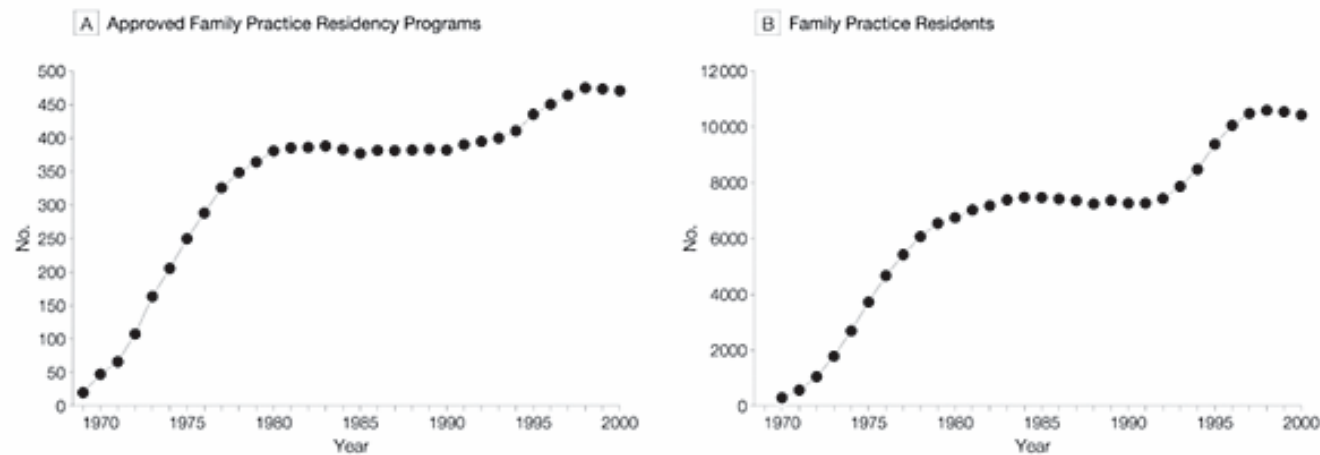 A Approved Family Practice Residency Programs
500
450
400
350
300
250
200
150
100
50
0
No.
1970 1975 1980 1985 1990 1995 2000
Year
B Family Practice Residents
12000
10000
8000
6000
4000
2000
0
No.
1970 1975 1980 1985 1990 1995 2000
Year